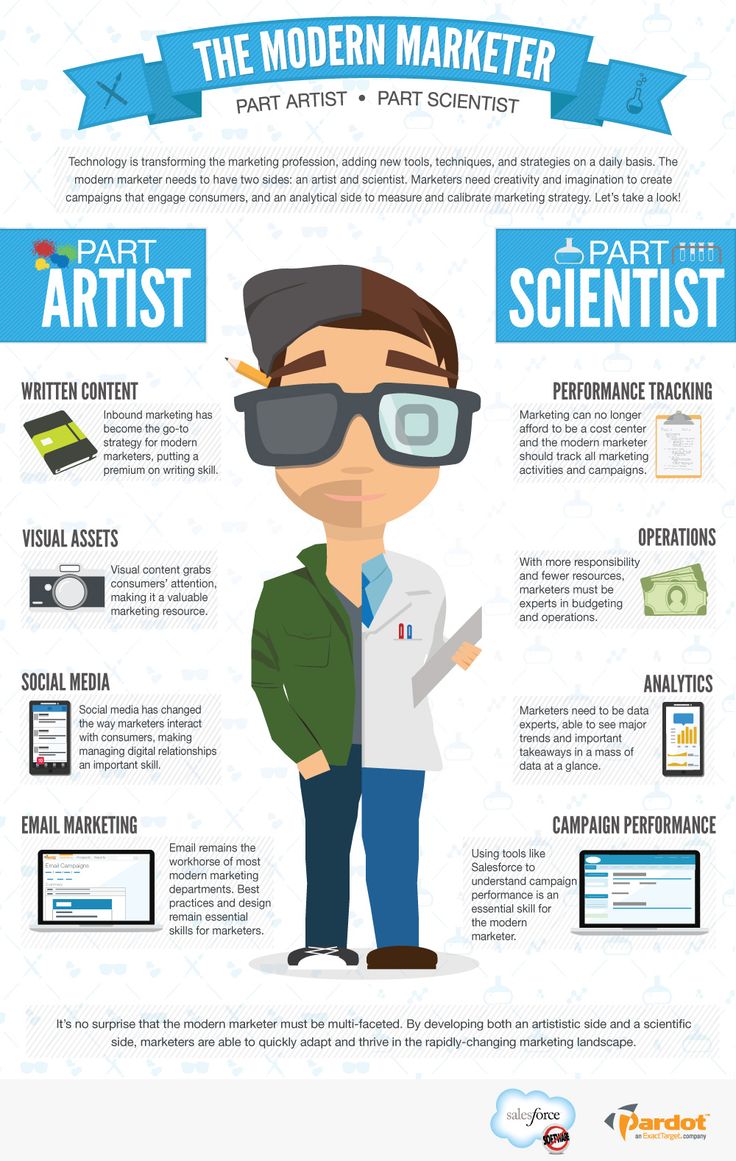 THE MODERN MARKETER
PART ARTIST • PART SCIENTIST
Technology is transforming the marketing profession, adding new tools, techniques, and strategies on a daily basis. The
modern marketer needs to have two sides: an artist and scientist. Marketers need creativity and imagination to create
campaigns that engage consumers, and an analytical side to measure and calibrate marketing strategy. Let's take a look!
PART
ARTIST
WRITTEN CONTENT
Inbound marketing has
become the go-to
strategy for modern
marketers, putting a
premium on writing skill.
VISUAL ASSETS
Visual content grabs
consumers' attention,
making it a valuable
marketing resource.
SOCIAL MEDIA
Social media has changed
the way marketers interact
with consumers, making
managing digital relationships
an important skill.
EMAIL MARKETING
Email Campaigns
Email remains the
workhorse of most
modern marketing
departments. Best
practices and design
remain essential
skills for marketers.
PART
SCIENTIST
PERFORMANCE TRACKING
Marketing can no longer
afford to be a cost center
and the modern marketer
should track all marketing
activities and campaigns.
OPERATIONS
With more responsibility
and fewer resources,
marketers must be
experts in budgeting
and operations.
ANALYTICS
Marketers need to be data
experts, able to see major
trends and important
takeaways in a mass of
data at a glance.
CAMPAIGN PERFORMANCE
Using tools like
Salesforce to
understand campaign
performance is an
essential skill for
the modern
marketer.
It's no surprise that the modern marketer must be multi-faceted. By developing both an artististic side and a scientific
side, marketers are able to quickly adapt and thrive in the rapidly-changing marketing landscape.
salesforce
SOFTWARE
pardot™
an ExactTarget. company